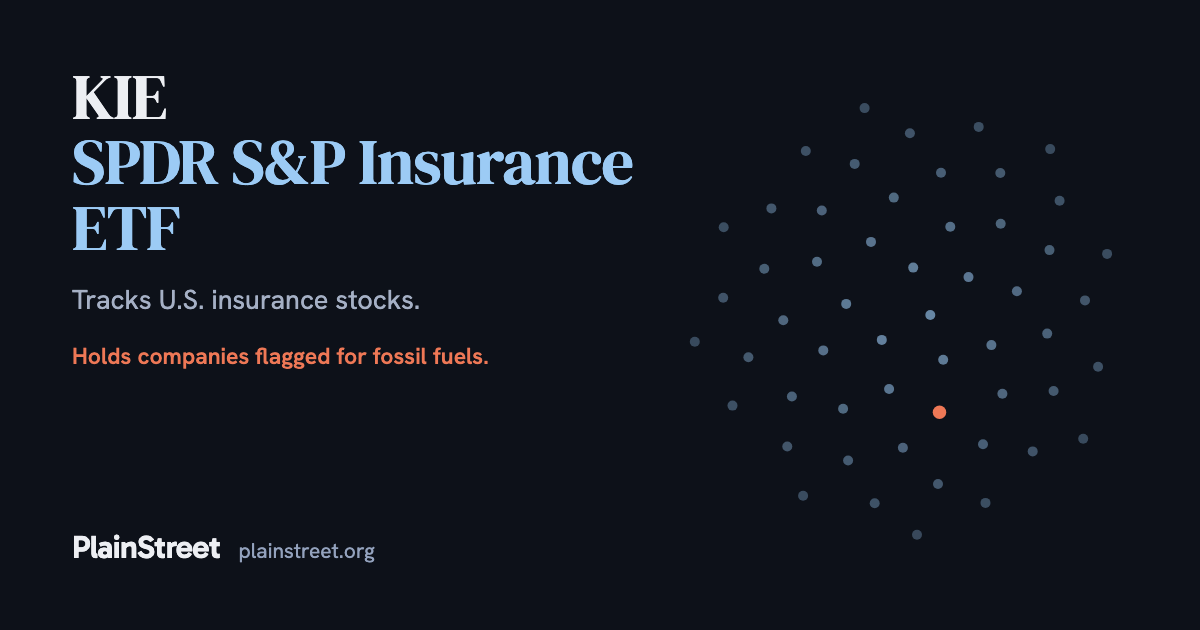 KIE
SPDR S&P Insurance
ETF
Tracks U.S. insurance stocks.
Holds companies flagged for fossil fuels.
PlainStreet plainstreet.org